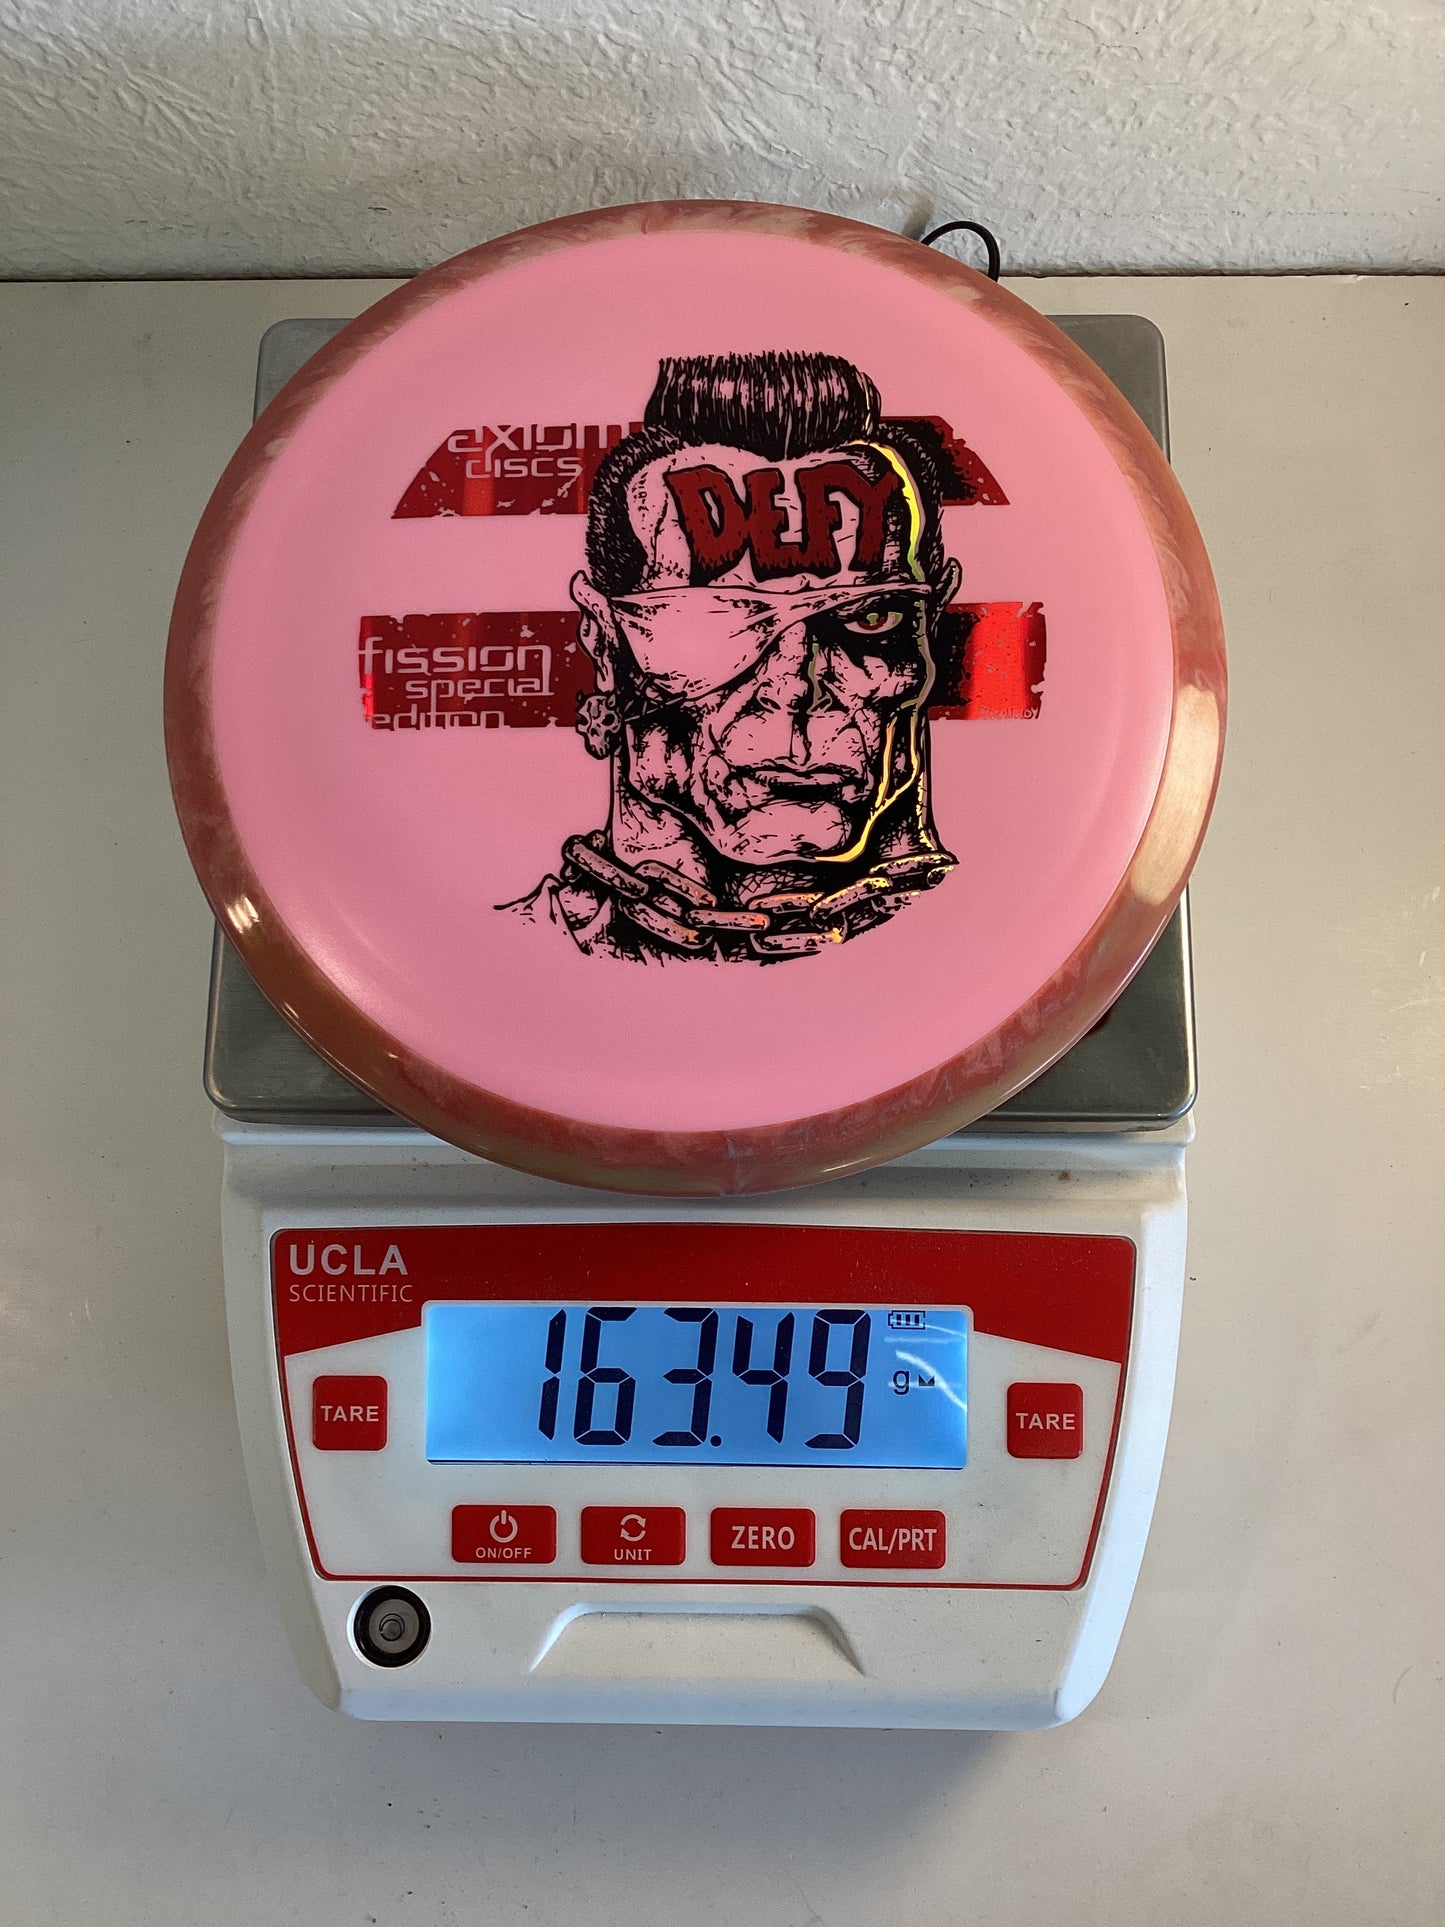 axiom
discs
DEFY
fission
special
edition
UCLA
SCIENTIFIC
163.49
g
TARE
TARE
ON/OFF
UNIT
ZERO
CAL/PRT